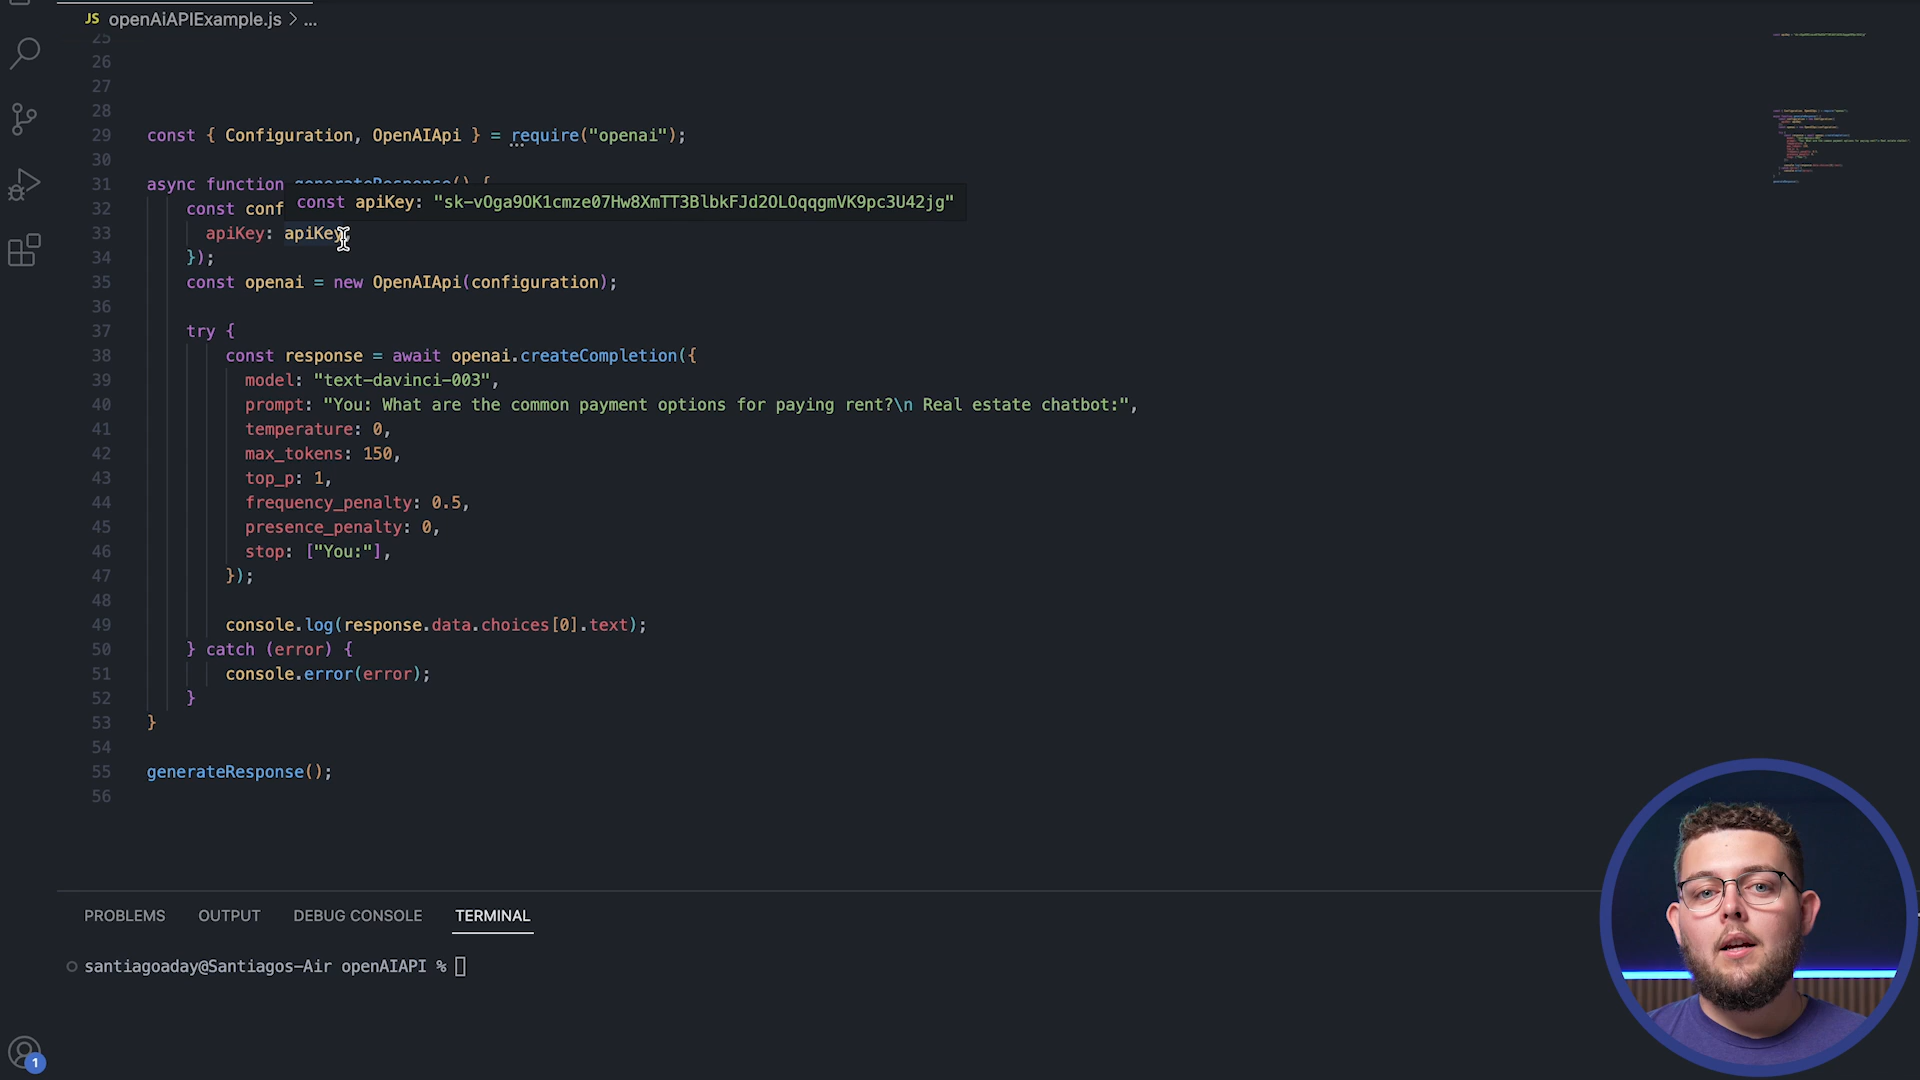 JS openAiAPIExample.js > ...
25
26
27
28
29 const { Configuration, OpenAIApi } = require("openai");
30
31 async function generateResponse() {
const apiKey: "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"
32 const conf
33 apiKey: apiKey,
34 });
35 const openai = new OpenAIApi(configuration);
36
37 try {
38 const response = await openai.createCompletion({
39 model: "text-davinci-003",
40 prompt: "You: What are the common payment options for paying rent?\n Real estate chatbot:",
41 temperature: 0,
42 max_tokens: 150,
43 top_p: 1,
44 frequency_penalty: 0.5,
45 presence_penalty: 0,
46 stop: ["You:"],
47 });
48
49 console.log(response.data.choices[0].text);
50 } catch (error) {
51 console.error(error);
52 }
53 }
54
55 generateResponse();
56
PROBLEMS OUTPUT DEBUG CONSOLE TERMINAL
santiagoaday@Santiagos-Air openAIAPI %
1